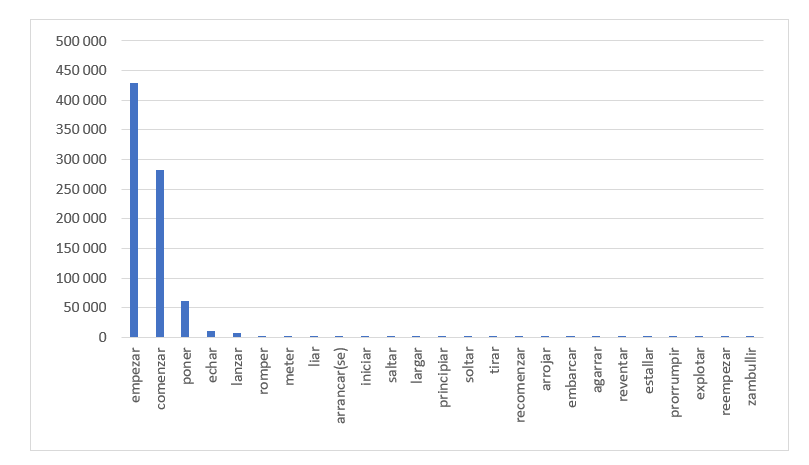 500 000
450 000
400 000
350 000
300 000
250 000
200 000
150 000
100 000
50 000
0
empezar
comenzar
poner
echar
lanzar
romper
meter
liar
arrancar(se)
iniciar
saltar
largar
principiar
soltar
tirar
recomenzar
arrojar
embarcar
agarrar
reventar
estallar
prorrumpir
explotar
reempezar
zambullir